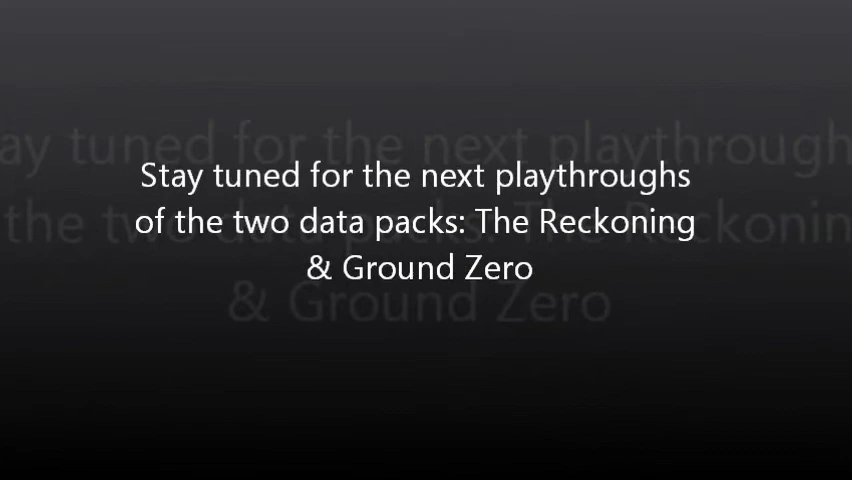 Stay tuned for the next playthroughs
of the two data packs: The Reckoning
& Ground Zero